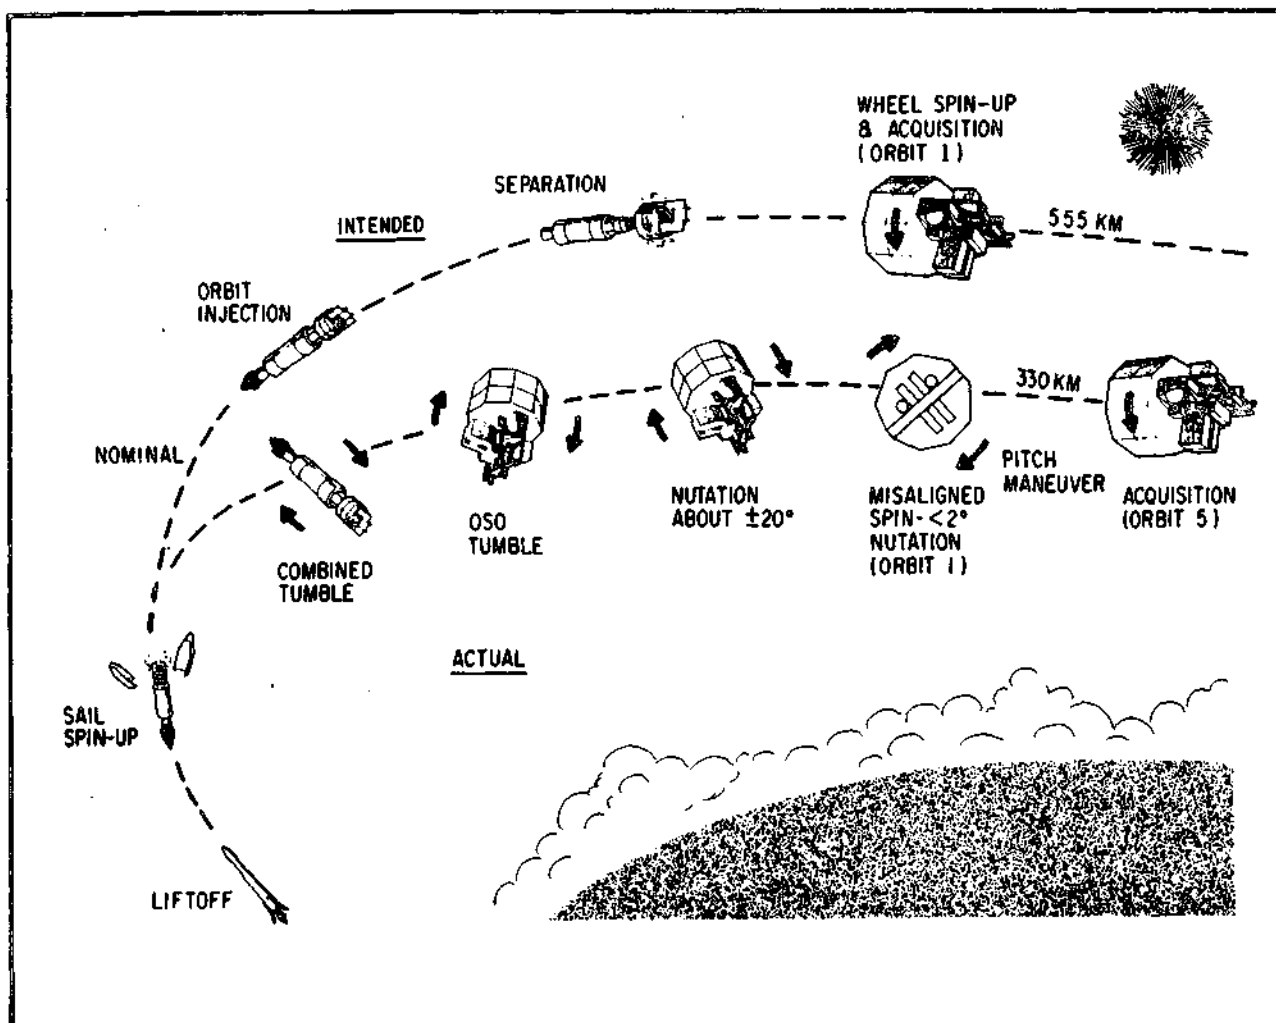 WHEEL SPIN-UP
& ACQUISITION
(ORBIT 1)
SEPARATION
INTENDED
555 KM
ORBIT
INJECTION
330 KM
NOMINAL
PITCH
MANEUVER
OSO
TUMBLE
NUTATION
ABOUT ±20°
MISALIGNED
SPIN-<2°
NUTATION
(ORBIT 1)
ACQUISITION
(ORBIT 5)
COMBINED
TUMBLE
ACTUAL
SAIL
SPIN-UP
LIFTOFF